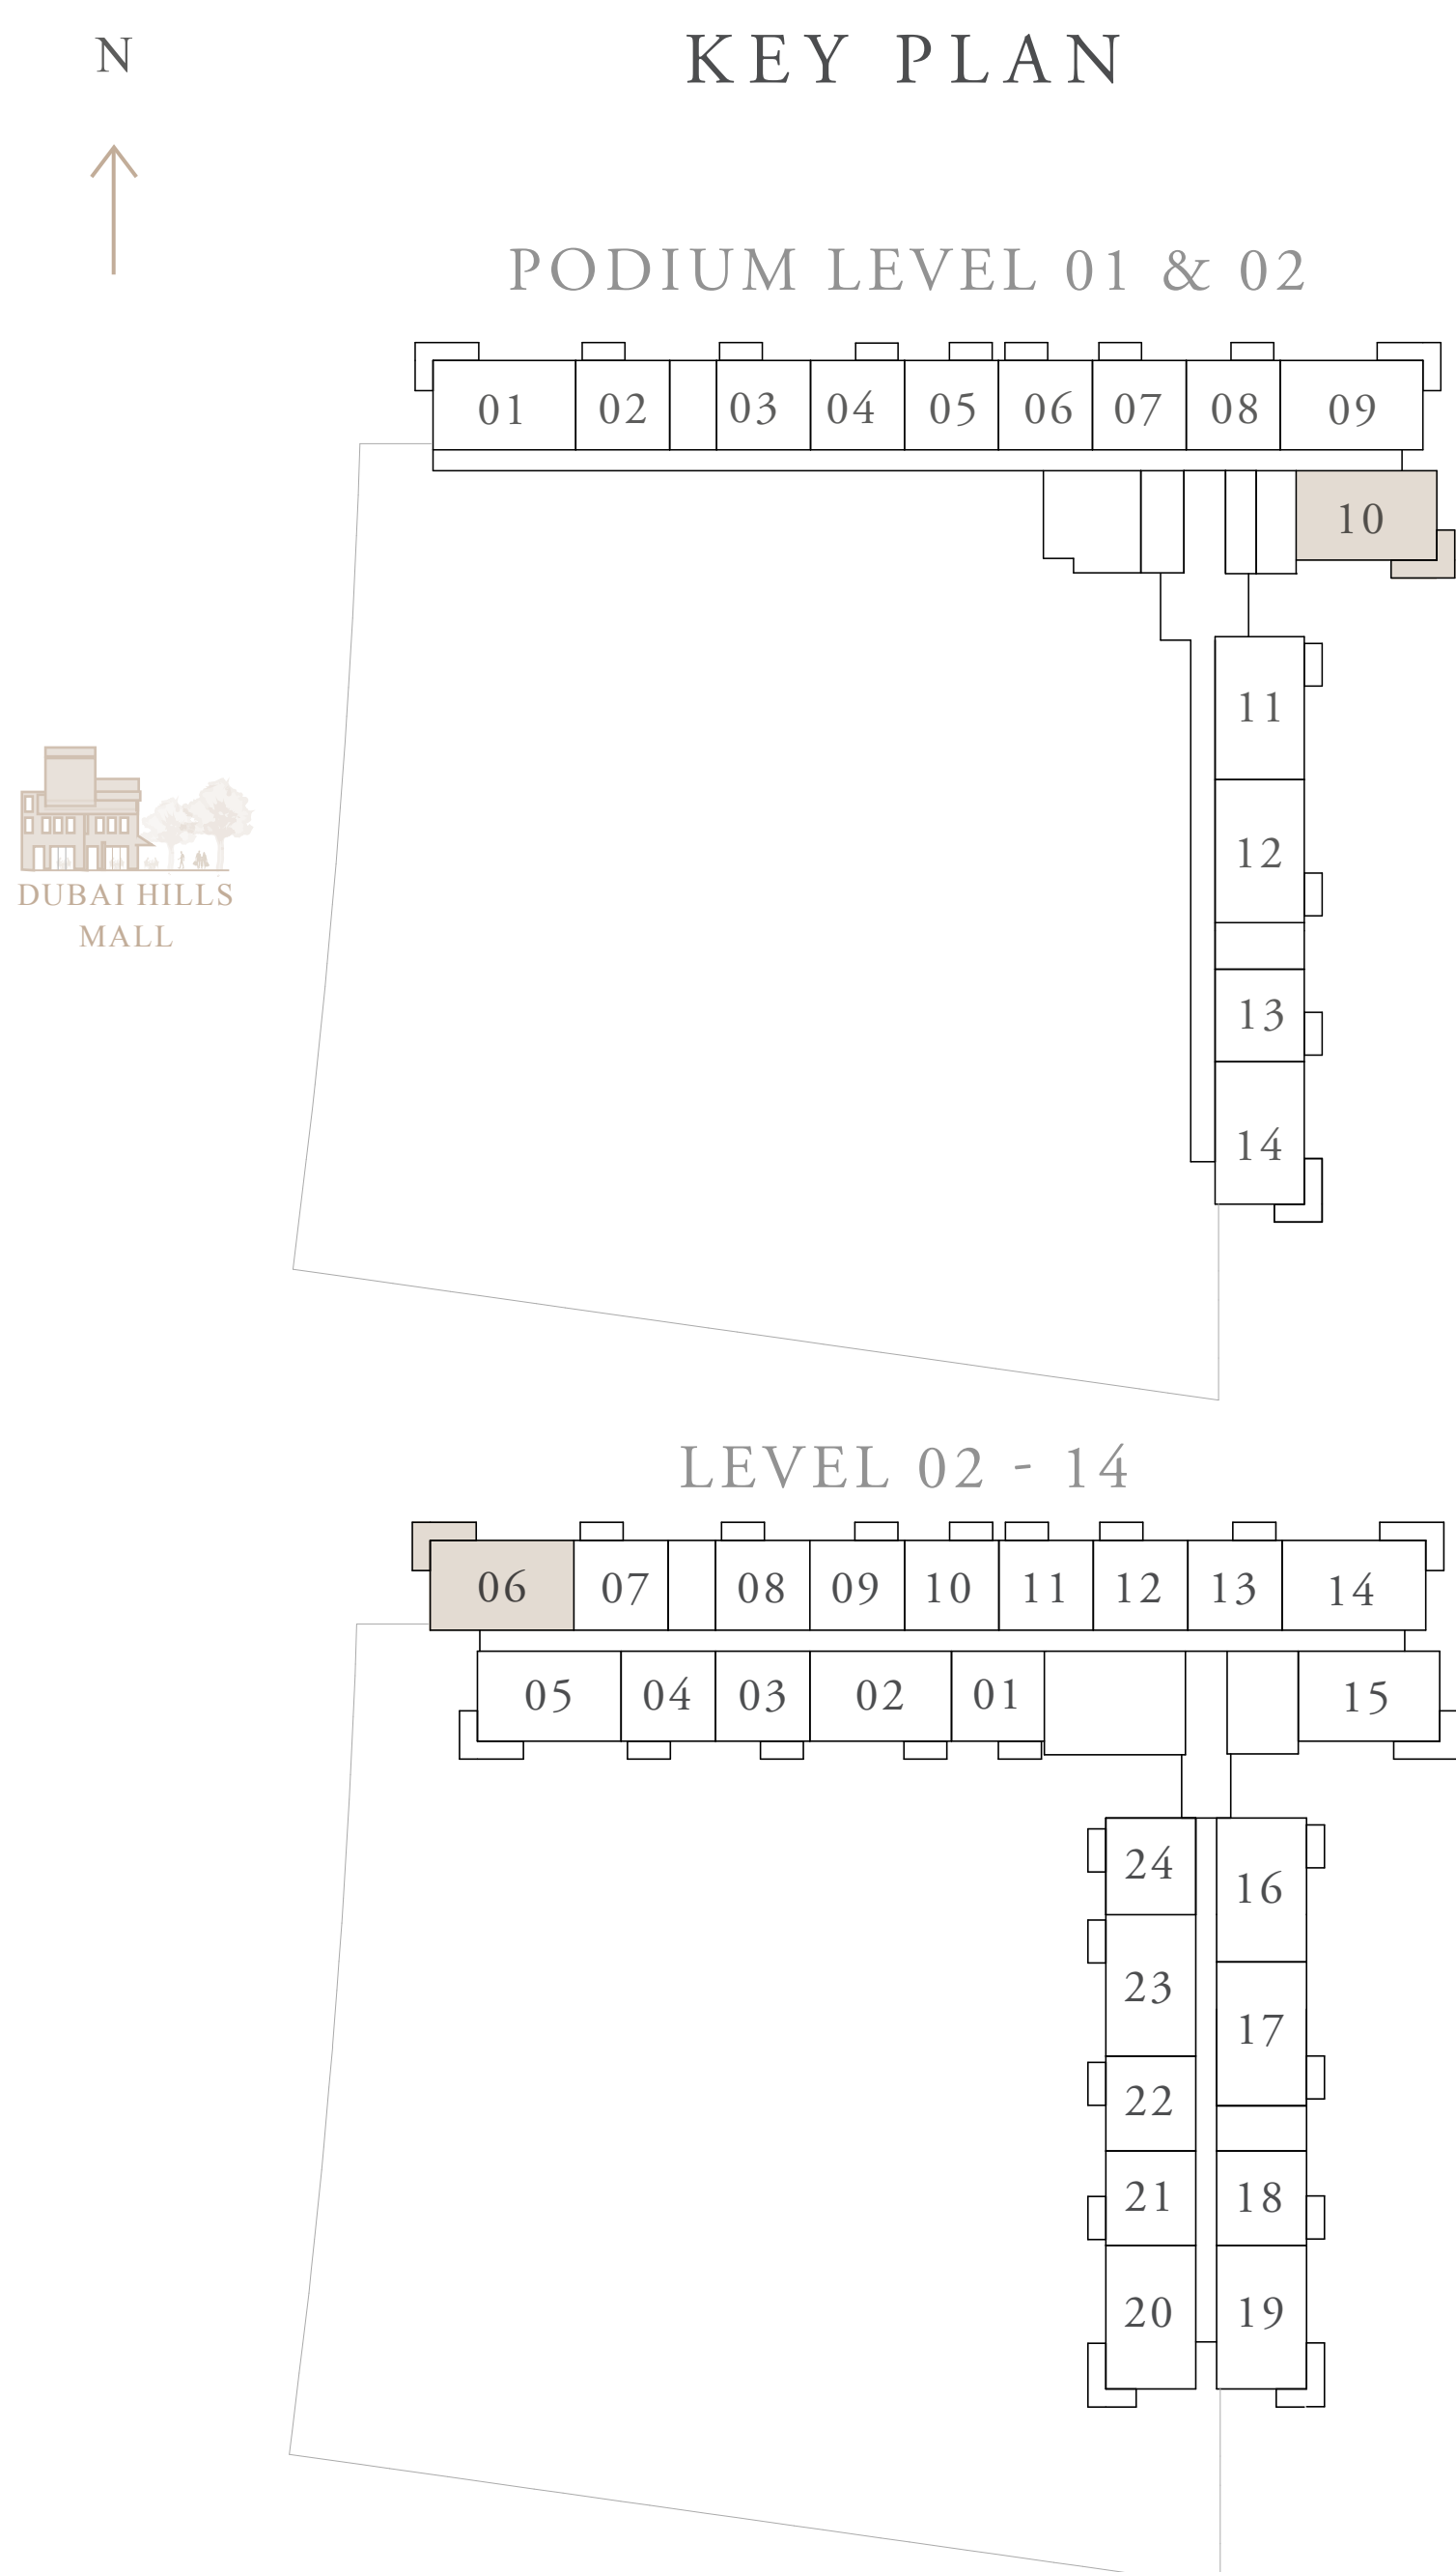 N
KEY PLAN
PODIUM LEVEL 01 & 02
01 02 03 04 05 06 07 08 09
10
11
12
13
14
DUBAI HILLS
MALL
LEVEL 02 - 14
06 07 08 09 10 11 12 13 14
05 04 03 02 01 15
24 16
23 17
22
21 18
20 19